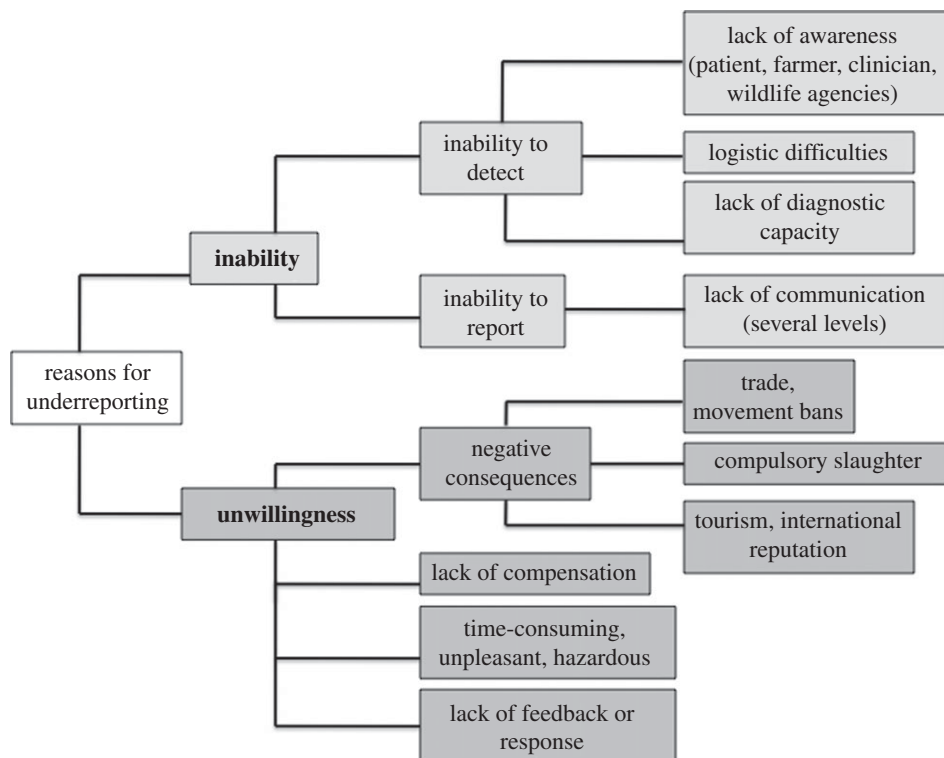 lack of awareness
(patient, farmer, clinician,
wildlife agencies)
inability to
detect
logistic difficulties
lack of diagnostic
capacity
inability
inability to
report
lack of communication
(several levels)
reasons for
underreporting
trade,
movement bans
negative
consequences
compulsory slaughter
unwillingness
tourism, international
reputation
lack of compensation
time-consuming,
unpleasant, hazardous
lack of feedback or
response